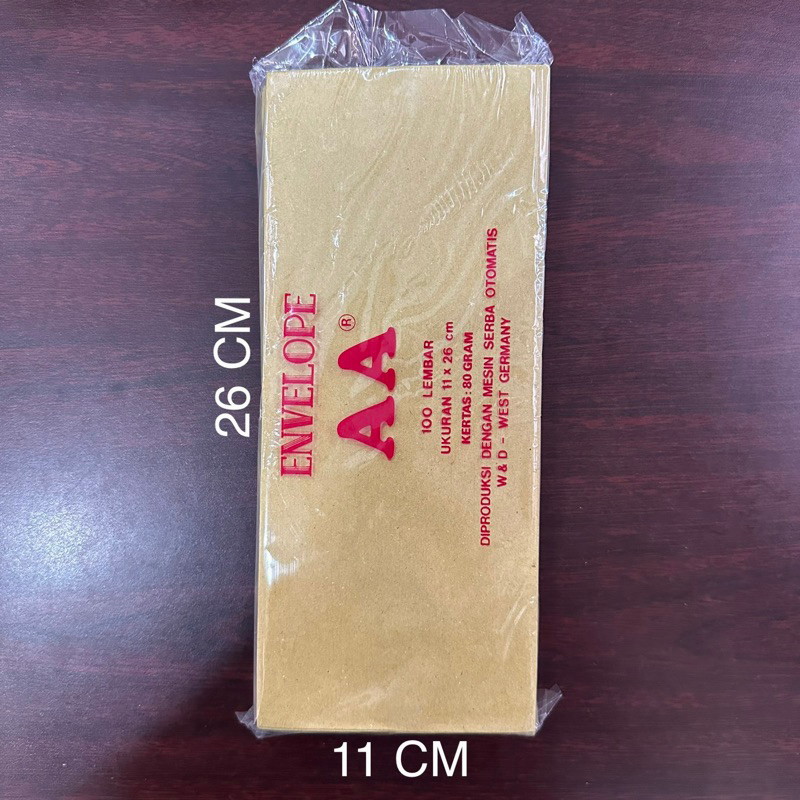 ENVELOPE
AA ®
100 LEMBAR
UKURAN 11 x 26 cm
KERTAS : 80 GRAM
DIPRODUKSI DENGAN MESIN SERBA OTOMATIS
W & D - WEST GERMANY
26 CM
11 CM